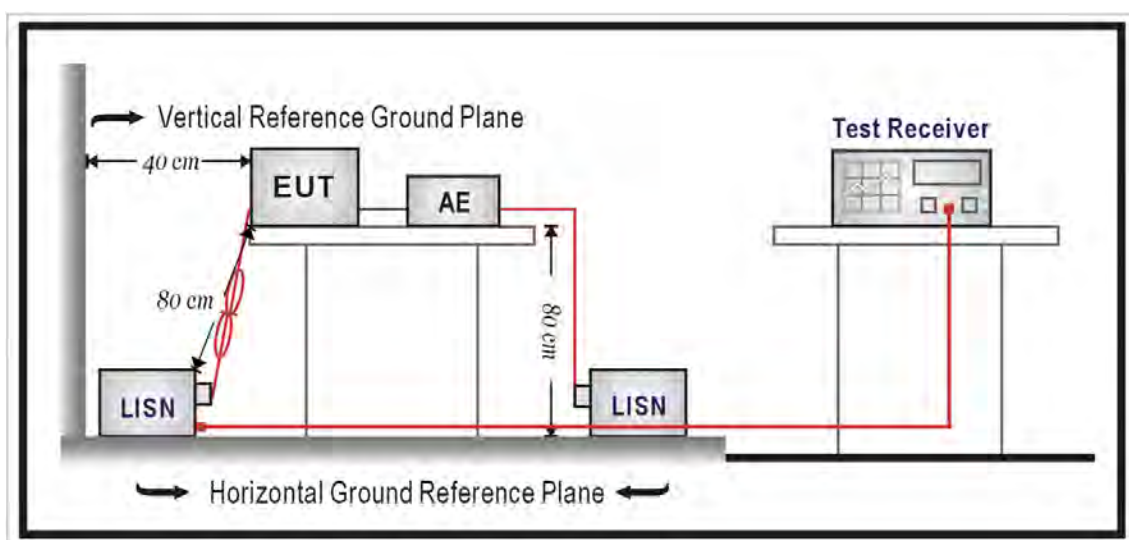 Vertical Reference Ground Plane
Test Receiver
40 cm
EUT
AE
80 cm
80 cm
LISN
LISN
Horizontal Ground Reference Plane